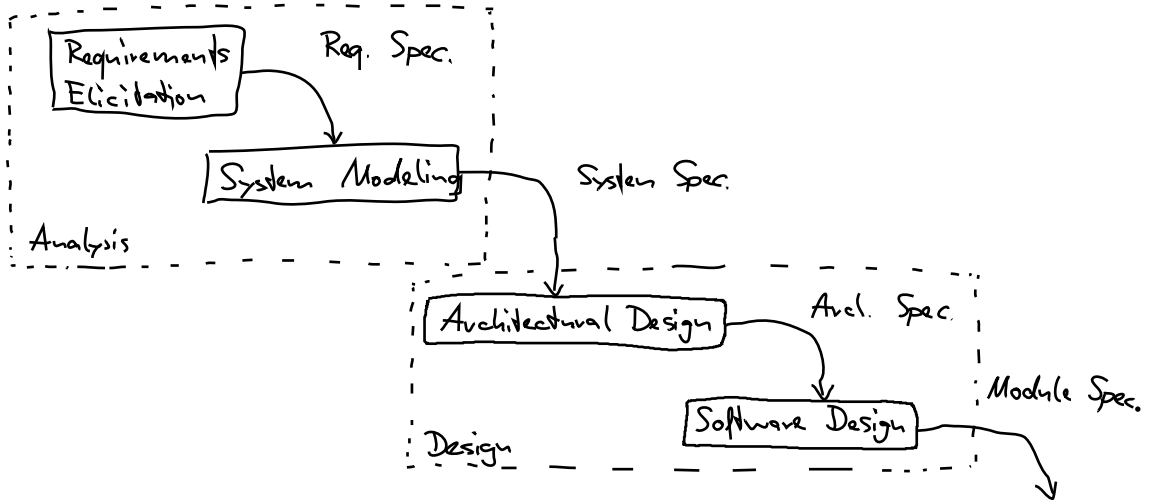 Requirements
Elicitation
Req. Spec.
System Modeling
System Spec.
Analysis
Architectural Design
Arch. Spec.
Module Spec.
Software Design
Design